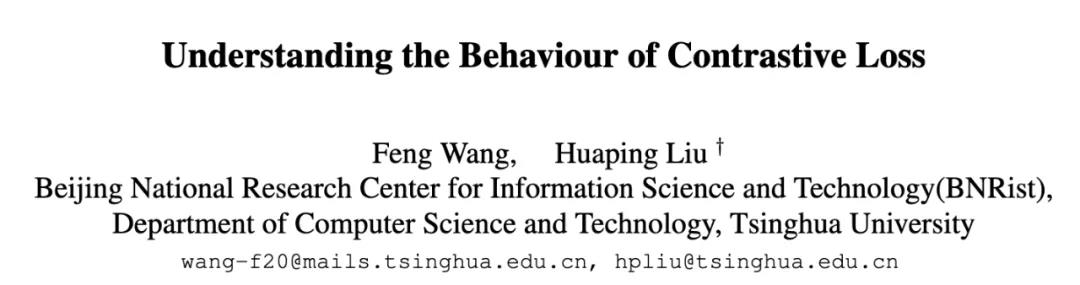 Understanding the Behaviour of Contrastive Loss
Feng Wang, Huaping Liu †
Beijing National Research Center for Information Science and Technology(BNRist),
Department of Computer Science and Technology, Tsinghua University
wang-f20@mails.tsinghua.edu.cn, hpliu@tsinghua.edu.cn